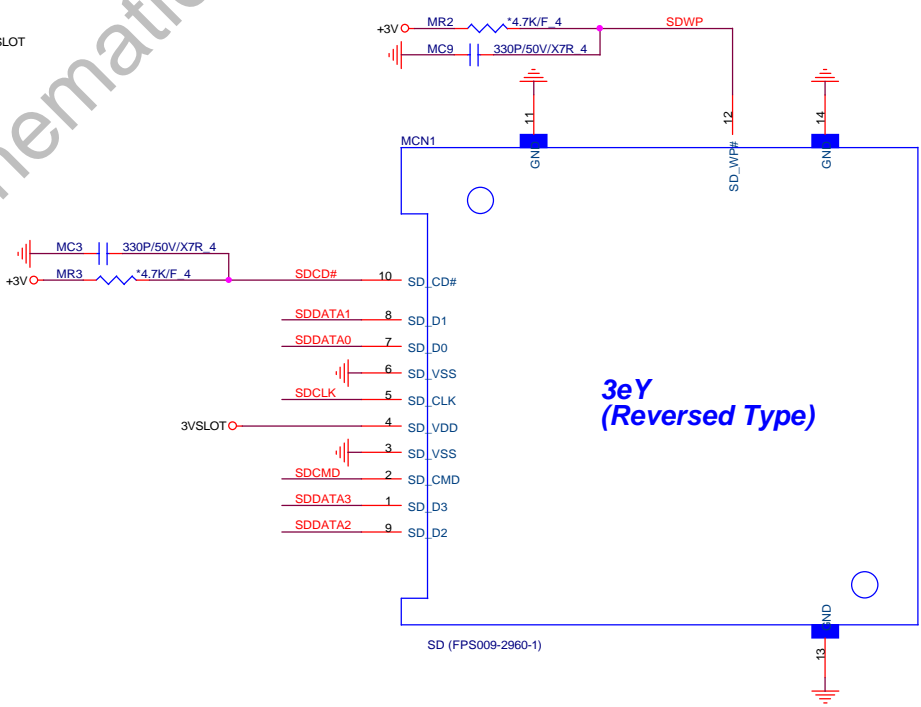 SLOT
hematic
+3V
MR2
*4.7K/F_4
SDWP
MC9
330P/50V/X7R_4
11
12
14
MCN1
GND
SD_WP#
GND
MC3
330P/50V/X7R_4
+3V
MR3
*4.7K/F_4
SDCD#
10
SD_CD#
SDDATA1
8
SD_D1
SDDATA0
7
SD_D0
6
SD_VSS
SDCLK
5
SD_CLK
3VSLOT
4
SD_VDD
3
SD_VSS
SDCMD
2
SD_CMD
SDDATA3
1
SD_D3
SDDATA2
9
SD_D2
3eY
(Reversed Type)
GND
13
SD (FPS009-2960-1)